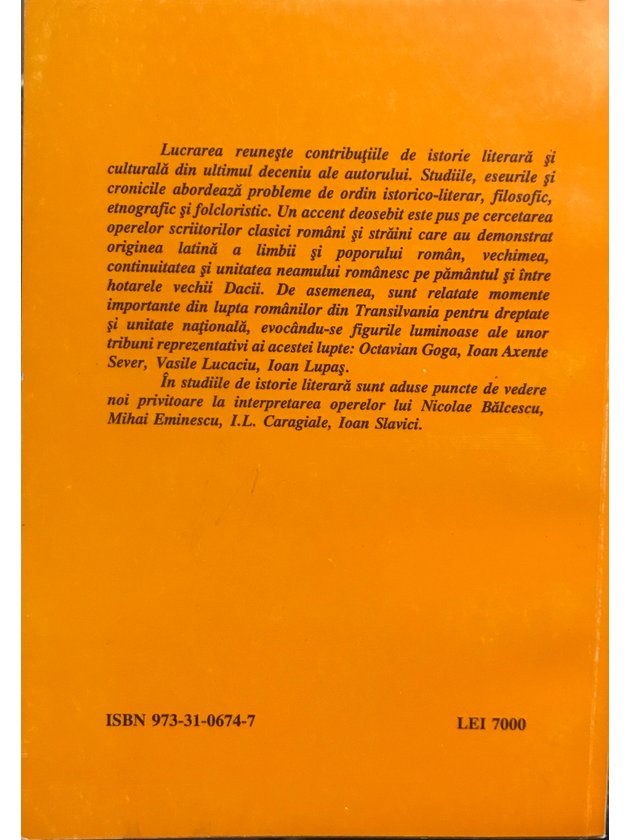 Lucrarea reuneşte contribuţiile de istorie literară şi
culturală din ultimul deceniu ale autorului. Studiile, eseurile şi
cronicile abordează probleme de ordin istorico-literar, filosofic,
etnografic şi folcloristic. Un accent deosebit este pus pe cercetarea
operelor scriitorilor clasici români şi străini care au demonstrat
originea latină a limbii şi poporului român, vechimea,
continuitatea şi unitatea neamului românesc pe pământul şi între
hotarele vechii Dacii. De asemenea, sunt relatate momente
importante din lupta românilor din Transilvania pentru dreptate
şi unitate naţională, evocându-se figurile luminoase ale unor
tribuni reprezentativi ai acestei lupte: Octavian Goga, Ioan Axente
Sever, Vasile Lucaciu, Ioan Lupaş.
În studiile de istorie literară sunt aduse puncte de vedere
noi privitoare la interpretarea operelor lui Nicolae Bălcescu,
Mihai Eminescu, I.L. Caragiale, Ioan Slavici.
ISBN 973-31-0674-7
LEI 7000